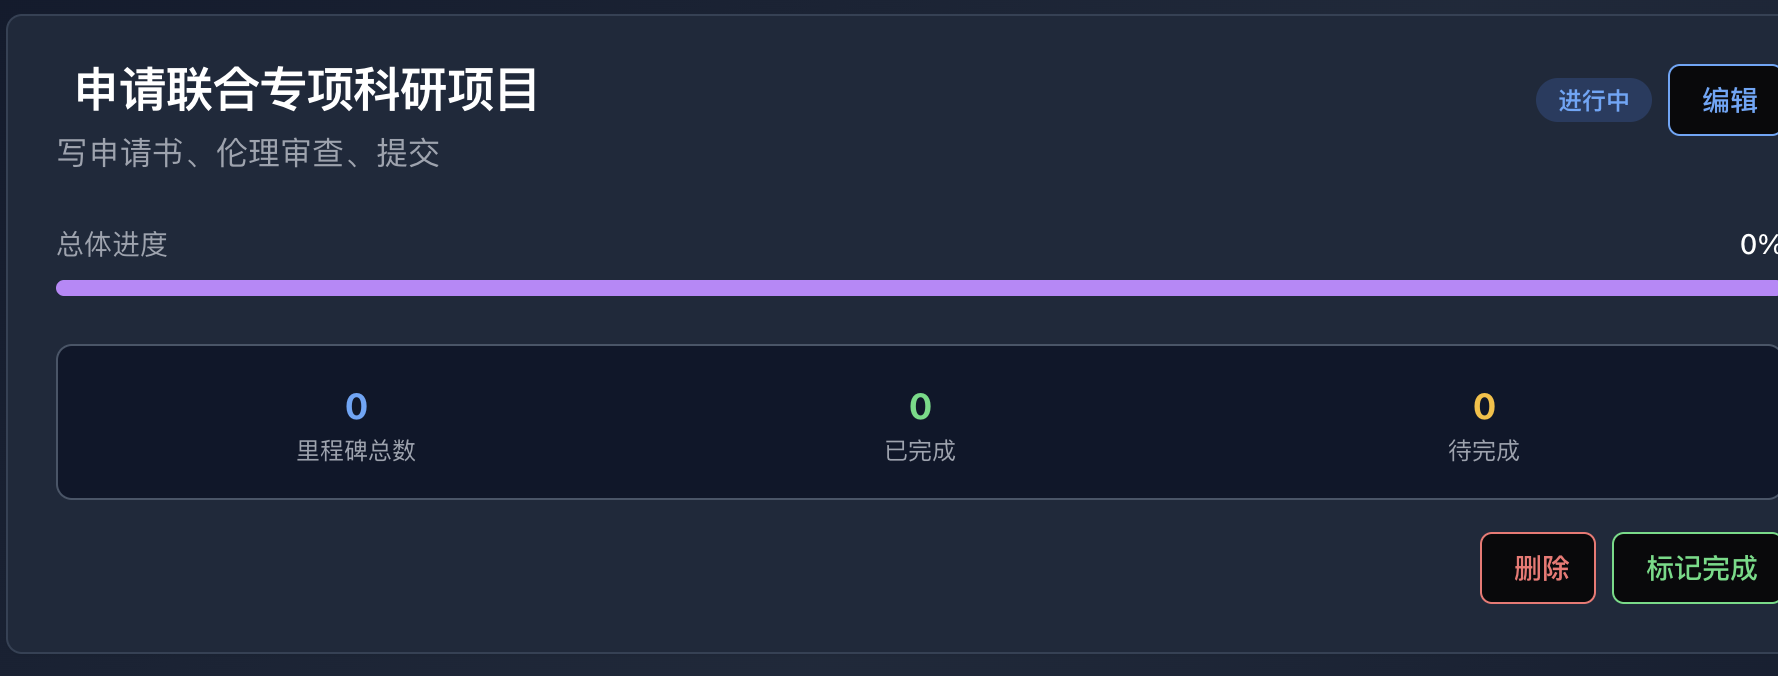 申请联合专项科研项目
进行中
编辑
写申请书、伦理审查、提交
总体进度
0%
0
0
0
里程碑总数
已完成
待完成
删除
标记完成